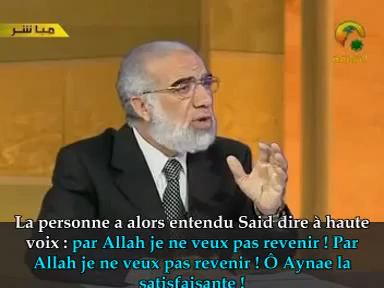 مباشر
La personne a alors entendu Said dire à haute
voix : par Allah je ne veux pas revenir ! Par
Allah je ne veux pas revenir ! Ô Aynae la
satisfaisante !